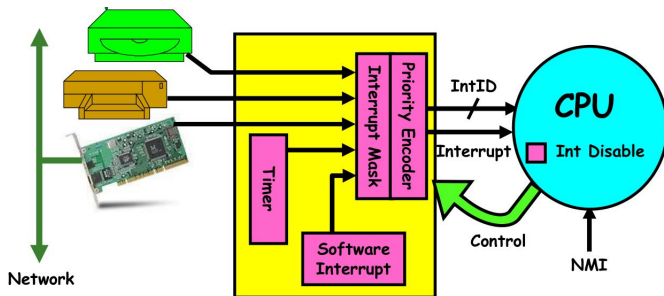 Interrupt Mask
Priority Encoder
IntID
Interrupt
CPU
Int Disable
Timer
Software
Interrupt
Control
NMI
Network